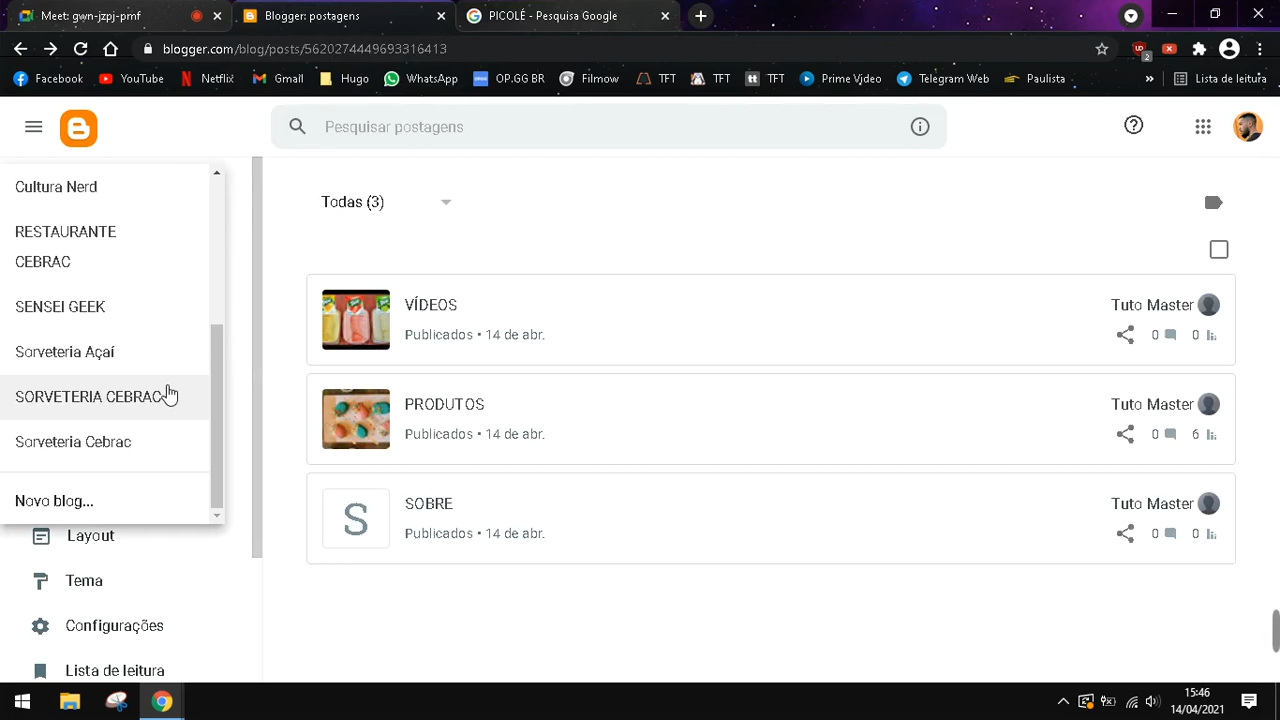 Meet: gwn-jzpj-pmf
Blogger: postagens
PICOLÉ - Pesquisa Google
blogger.com/blog/posts/5620274449693316413
2
Facebook YouTube Netflix Gmail Hugo WhatsApp OP.GG BR Filmow TFT TFT TFT Prime Vídeo Telegram Web Paulista » Lista de leitura
Pesquisar postagens
Cultura Nerd
RESTAURANTE
CEBRAC
SENSEI GEEK
Sorveteria Açaí
SORVETERIA CEBRAC
Sorveteria Cebrac
Novo blog...
Layout
Tema
Configurações
Lista de leitura
Todas (3)
VÍDEOS
Tuto Master
Publicados • 14 de abr.
0 0
PRODUTOS
Tuto Master
Publicados • 14 de abr.
0 6
S
SOBRE
Tuto Master
Publicados • 14 de abr.
0 0
15:46
14/04/2021